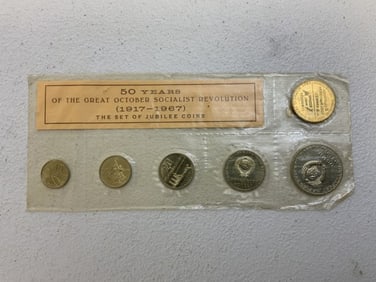 50 YEARS
OF THE GREAT OCTOBER SOCIALIST REVOLUTION
(1917-1967)
THE SET OF JUBILEE COINS